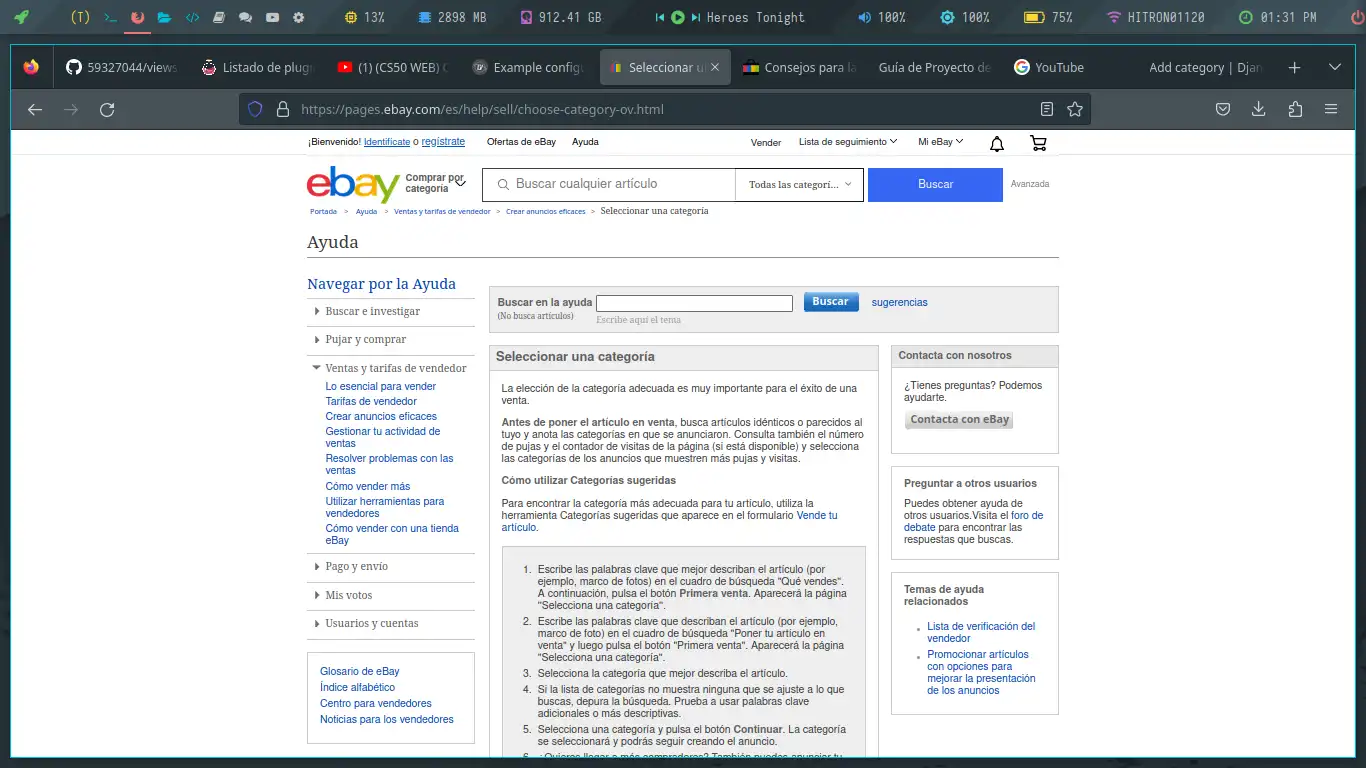 (T) 13% 2898 MB 912.41 GB Heroes Tonight 100% 100% 75% HITRON01120 01:31 PM
59327044/views Listado de plug (1) (CS50 WEB) C Example config Seleccionar u Consejos para la Guía de Proyecto de YouTube Add category | Djan
https://pages.ebay.com/es/help/sell/choose-category-ov.html
¡Bienvenido! Identifícate o regístrate Ofertas de eBay Ayuda Vender Lista de seguimiento Mi eBay
ebay Comprar por
categoría
Buscar cualquier artículo Todas las categorí... Buscar Avanzada
Portada > Ayuda > Ventas y tarifas de vendedor > Crear anuncios eficaces > Seleccionar una categoría
Ayuda
Navegar por la Ayuda
Buscar e investigar
Pujar y comprar
Ventas y tarifas de vendedor
Lo esencial para vender
Tarifas de vendedor
Crear anuncios eficaces
Gestionar tu actividad de
ventas
Resolver problemas con las
ventas
Cómo vender más
Utilizar herramientas para
vendedores
Cómo vender con una tienda
eBay
Pago y envío
Mis votos
Usuarios y cuentas
Glosario de eBay
Índice alfabético
Centro para vendedores
Noticias para los vendedores
Buscar en la ayuda Buscar sugerencias
(No busca artículos) Escribe aquí el tema
Seleccionar una categoría
La elección de la categoría adecuada es muy importante para el éxito de una
venta.
Antes de poner el artículo en venta, busca artículos idénticos o parecidos al
tuyo y anota las categorías en que se anunciaron. Consulta también el número
de pujas y el contador de visitas de la página (si está disponible) y selecciona
las categorías de los anuncios que muestren más pujas y visitas.
Cómo utilizar Categorías sugeridas
Para encontrar la categoría más adecuada para tu artículo, utiliza la
herramienta Categorías sugeridas que aparece en el formulario Vende tu
artículo.
1. Escribe las palabras clave que mejor describan el artículo (por
ejemplo, marco de fotos) en el cuadro de búsqueda "Qué vendes".
A continuación, pulsa el botón Primera venta. Aparecerá la página
"Selecciona una categoría".
2. Escribe las palabras clave que describan el artículo (por ejemplo,
marco de foto) en el cuadro de búsqueda "Poner tu artículo en
venta" y luego pulsa el botón "Primera venta". Aparecerá la página
"Selecciona una categoría".
3. Selecciona la categoría que mejor describa el artículo.
4. Si la lista de categorías no muestra ninguna que se ajuste a lo que
buscas, depura la búsqueda. Prueba a usar palabras clave
adicionales o más descriptivas.
5. Selecciona una categoría y pulsa el botón Continuar. La categoría
se seleccionará y podrás seguir creando el anuncio.
6. ¿Quieres llegar a más compradores? También puedes anunciar tu
Contacta con nosotros
¿Tienes preguntas? Podemos
ayudarte.
Contacta con eBay
Preguntar a otros usuarios
Puedes obtener ayuda de
otros usuarios.Visita el foro de
debate para encontrar las
respuestas que buscas.
Temas de ayuda
relacionados
Lista de verificación del
vendedor
Promocionar artículos
con opciones para
mejorar la presentación
de los anuncios